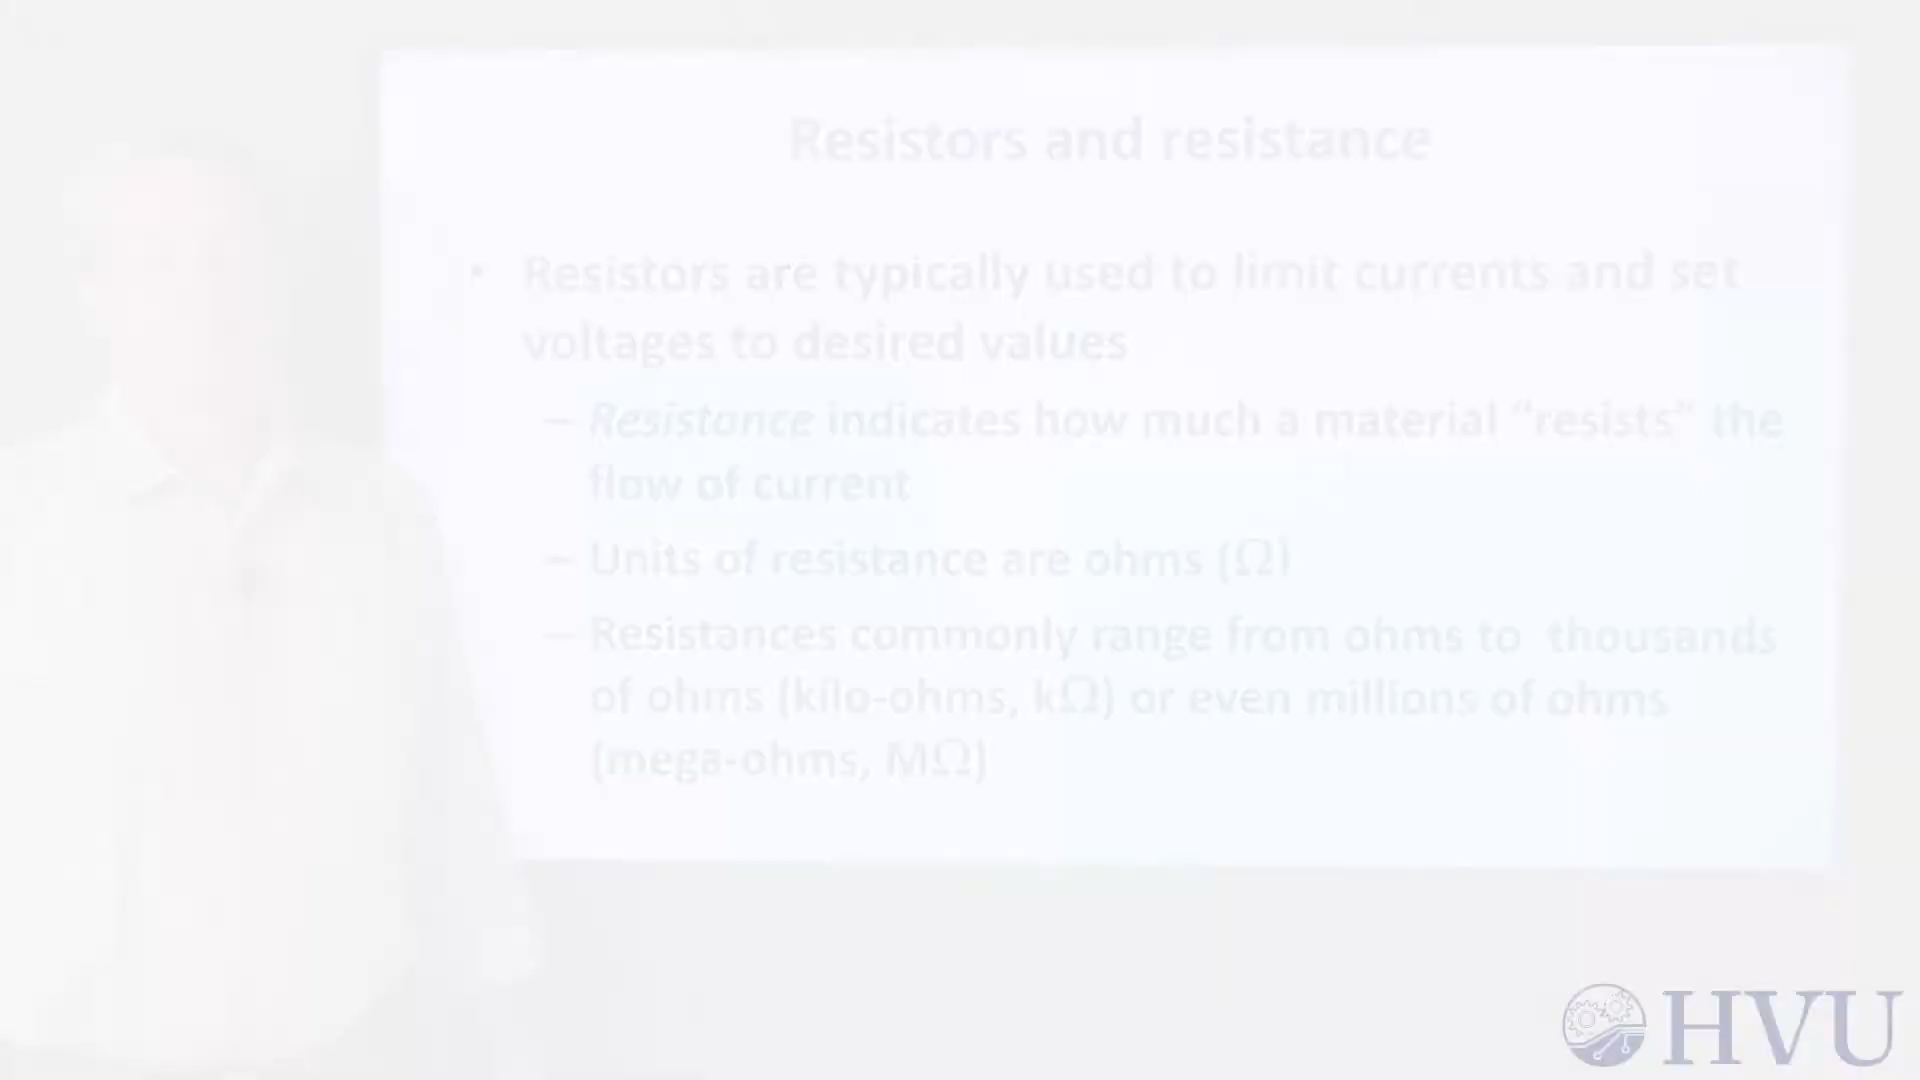 Resistors and resistance
• Resistors are typically used to limit currents and set
voltages to desired values
– Resistance indicates how much a material “resists” the
flow of current
– Units of resistance are ohms (Ω)
– Resistances commonly range from ohms to thousands
of ohms (kilo-ohms, kΩ) or even millions of ohms
(mega-ohms, MΩ)
HVU